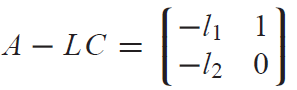 A − LC = [ −l₁ 1
−l₂ 0 ]